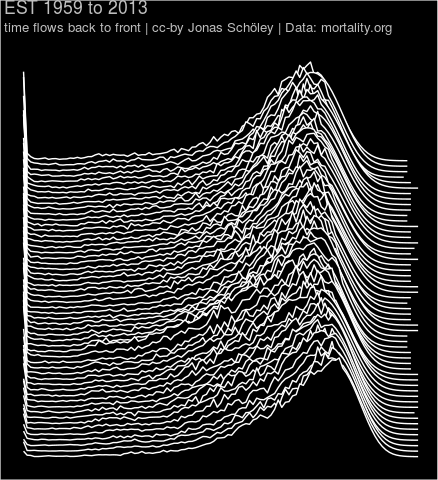 EST 1959 to 2013
time flows back to front | cc-by Jonas Schöley | Data: mortality.org